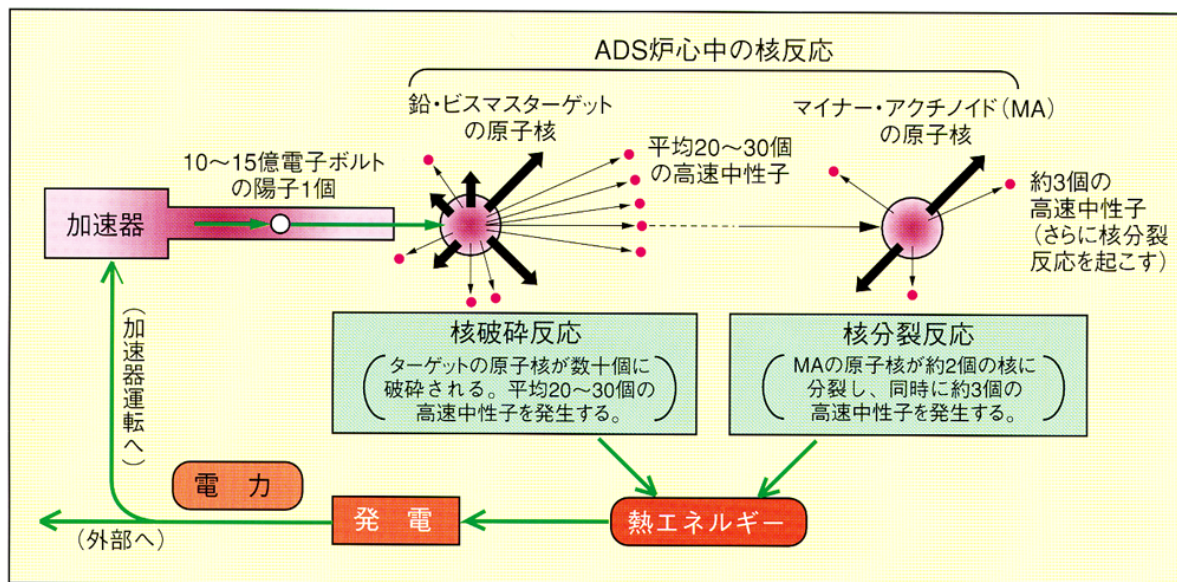 ADS炉心中の核反応
鉛・ビスマスターゲット
の原子核
マイナー・アクチノイド(MA)
の原子核
10〜15億電子ボルト
の陽子1個
平均20〜30個
の高速中性子
約3個の
高速中性子
(さらに核分裂
反応を起こす)
加速器
核破砕反応
(ターゲットの原子核が数十個に
破砕される。平均20〜30個の
高速中性子を発生する。)
核分裂反応
(MAの原子核が約2個の核に
分裂し、同時に約3個の
高速中性子を発生する。)
(加速器運転へ)
電力
発電
熱エネルギー
(外部へ)